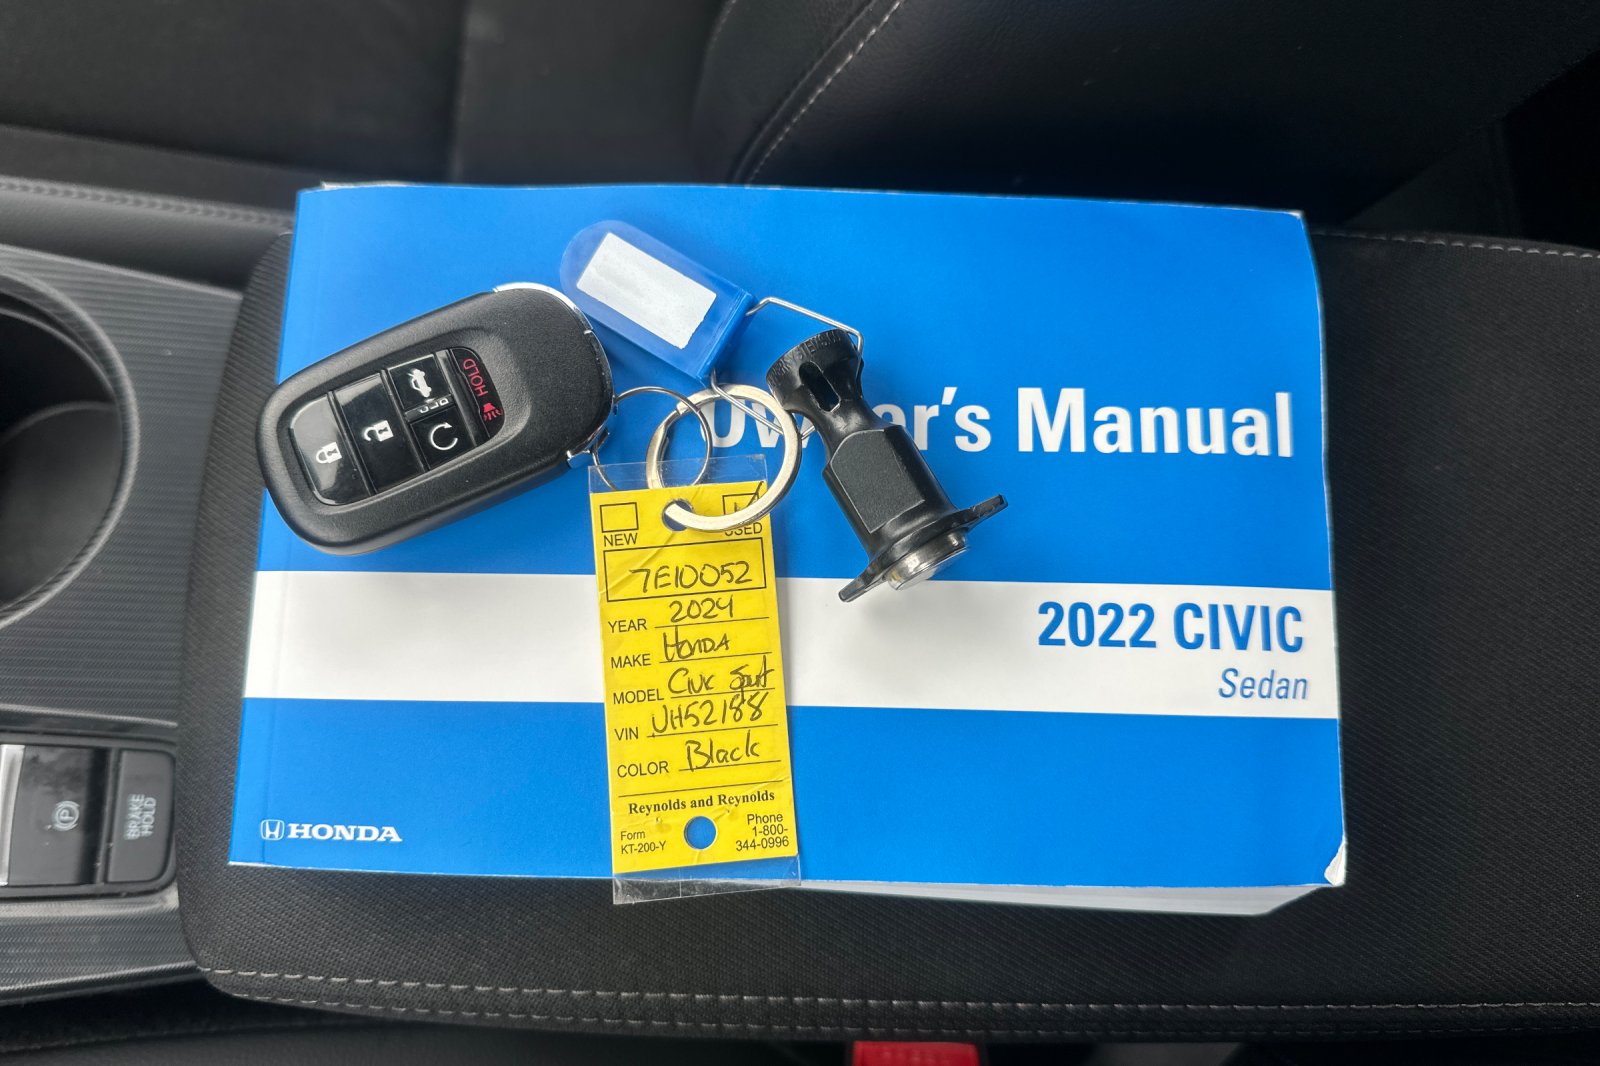 Owner's Manual
2022 CIVIC
Sedan
HONDA
HOLD
NEW
USED
7E10052
YEAR 2024
MAKE HONDA
MODEL Civic Sport
VIN UH52188
COLOR Black
Reynolds and Reynolds
Form
KT-200-Y
Phone
1-800-
344-0996
BRAKE
HOLD